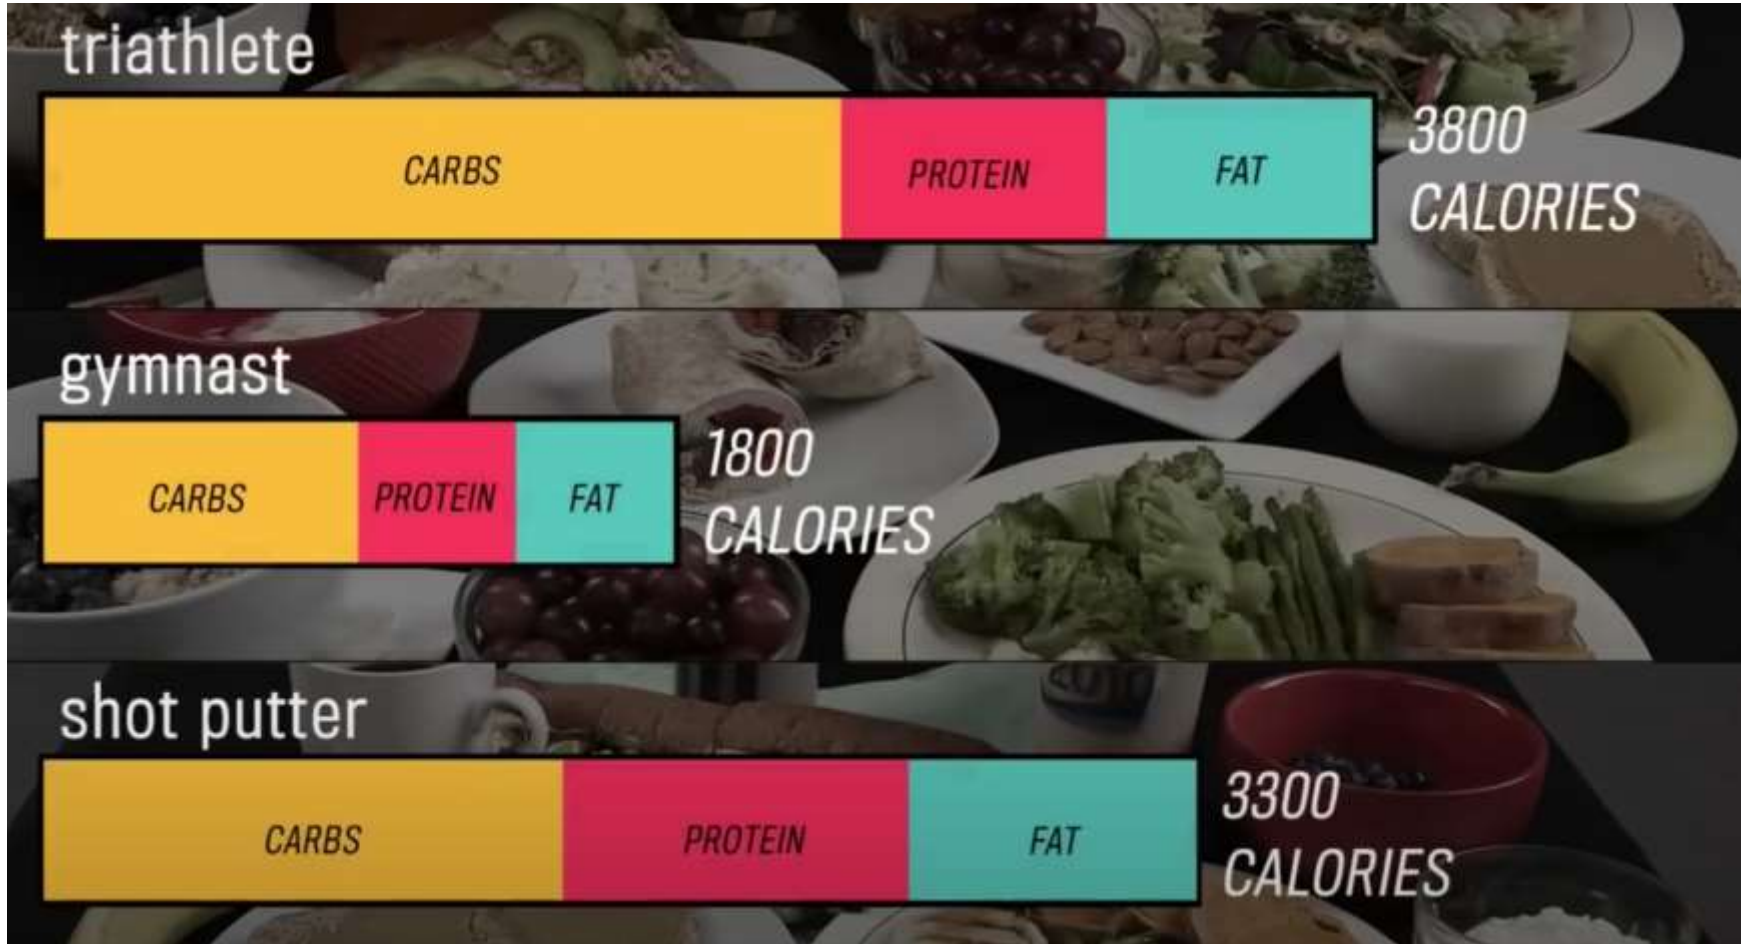 triathlete
CARBS PROTEIN FAT
3800
CALORIES
gymnast
CARBS PROTEIN FAT
1800
CALORIES
shot putter
CARBS PROTEIN FAT
3300
CALORIES